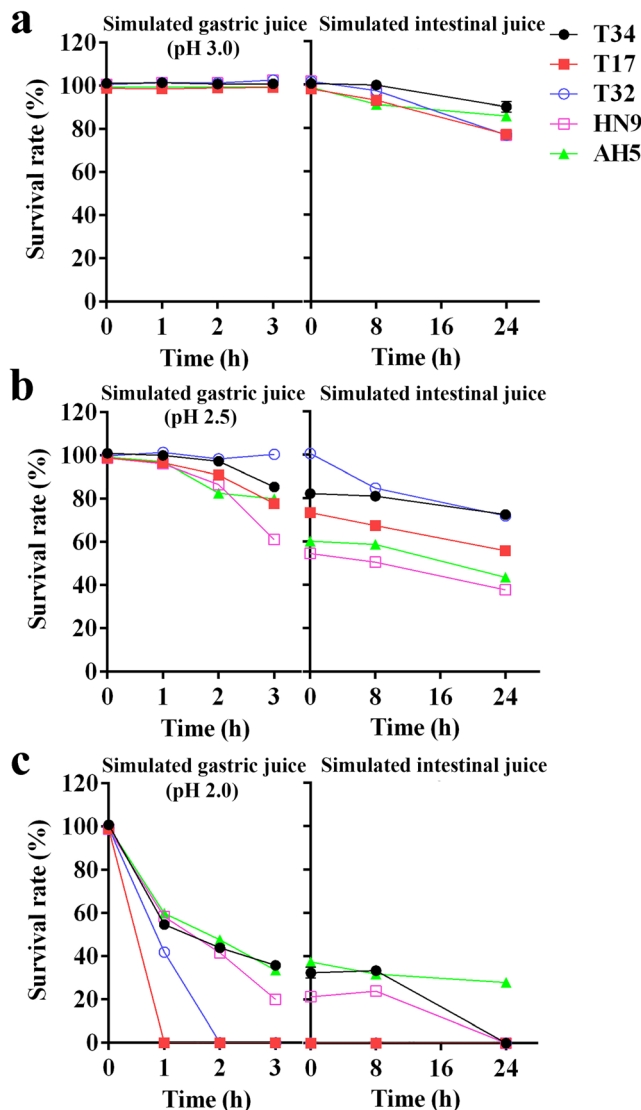 a
Simulated gastric juice
(pH 3.0)
Simulated intestinal juice
T34
T17
T32
HN9
AH5
Survival rate (%)
120
100
80
60
40
20
0
0 1 2 3
0 8 16 24
Time (h)
Time (h)
b
Simulated gastric juice
(pH 2.5)
Simulated intestinal juice
Survival rate (%)
120
100
80
60
40
20
0
0 1 2 3
0 8 16 24
Time (h)
Time (h)
c
Simulated gastric juice
(pH 2.0)
Simulated intestinal juice
Survival rate (%)
120
100
80
60
40
20
0
0 1 2 3
0 8 16 24
Time (h)
Time (h)